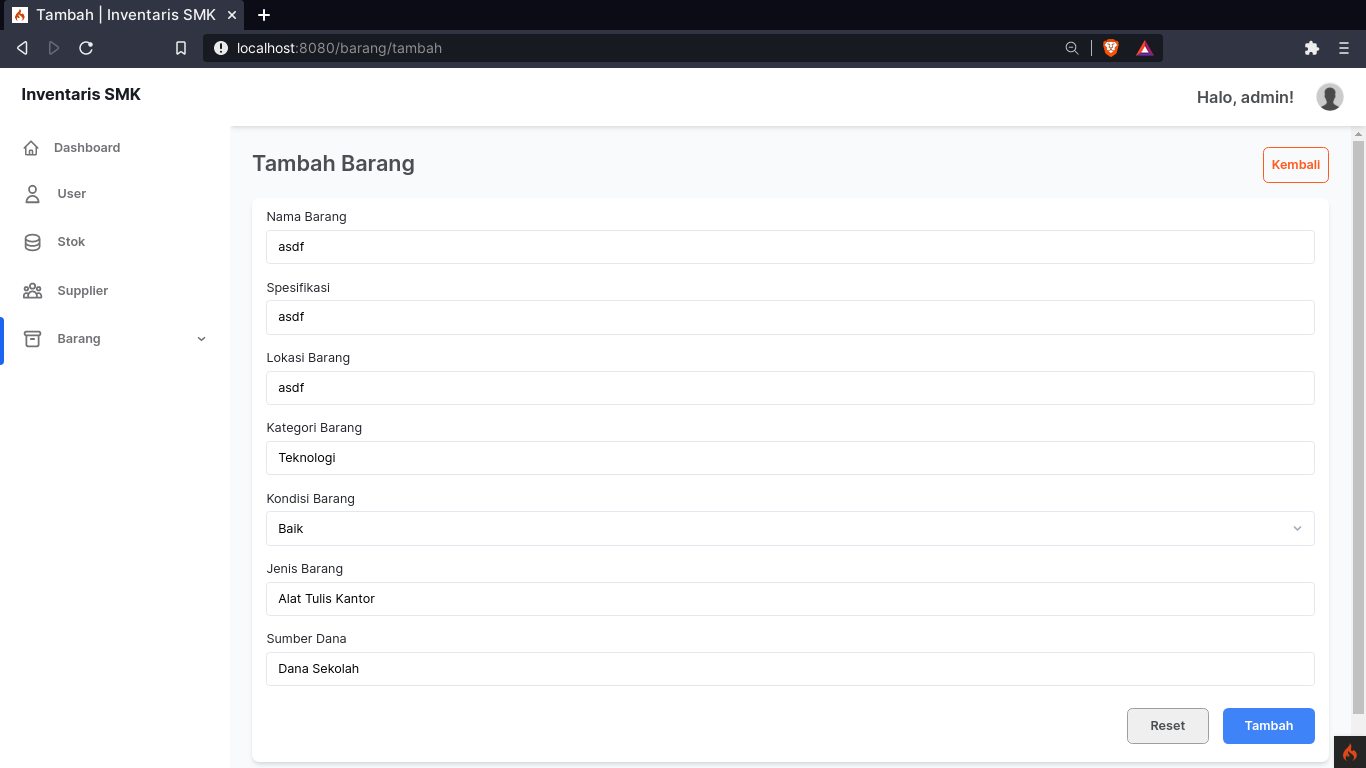 Tambah | Inventaris SMK
localhost:8080/barang/tambah
Inventaris SMK
Halo, admin!
Dashboard
User
Stok
Supplier
Barang
Tambah Barang
Kembali
Nama Barang
asdf
Spesifikasi
asdf
Lokasi Barang
asdf
Kategori Barang
Teknologi
Kondisi Barang
Baik
Jenis Barang
Alat Tulis Kantor
Sumber Dana
Dana Sekolah
Reset
Tambah